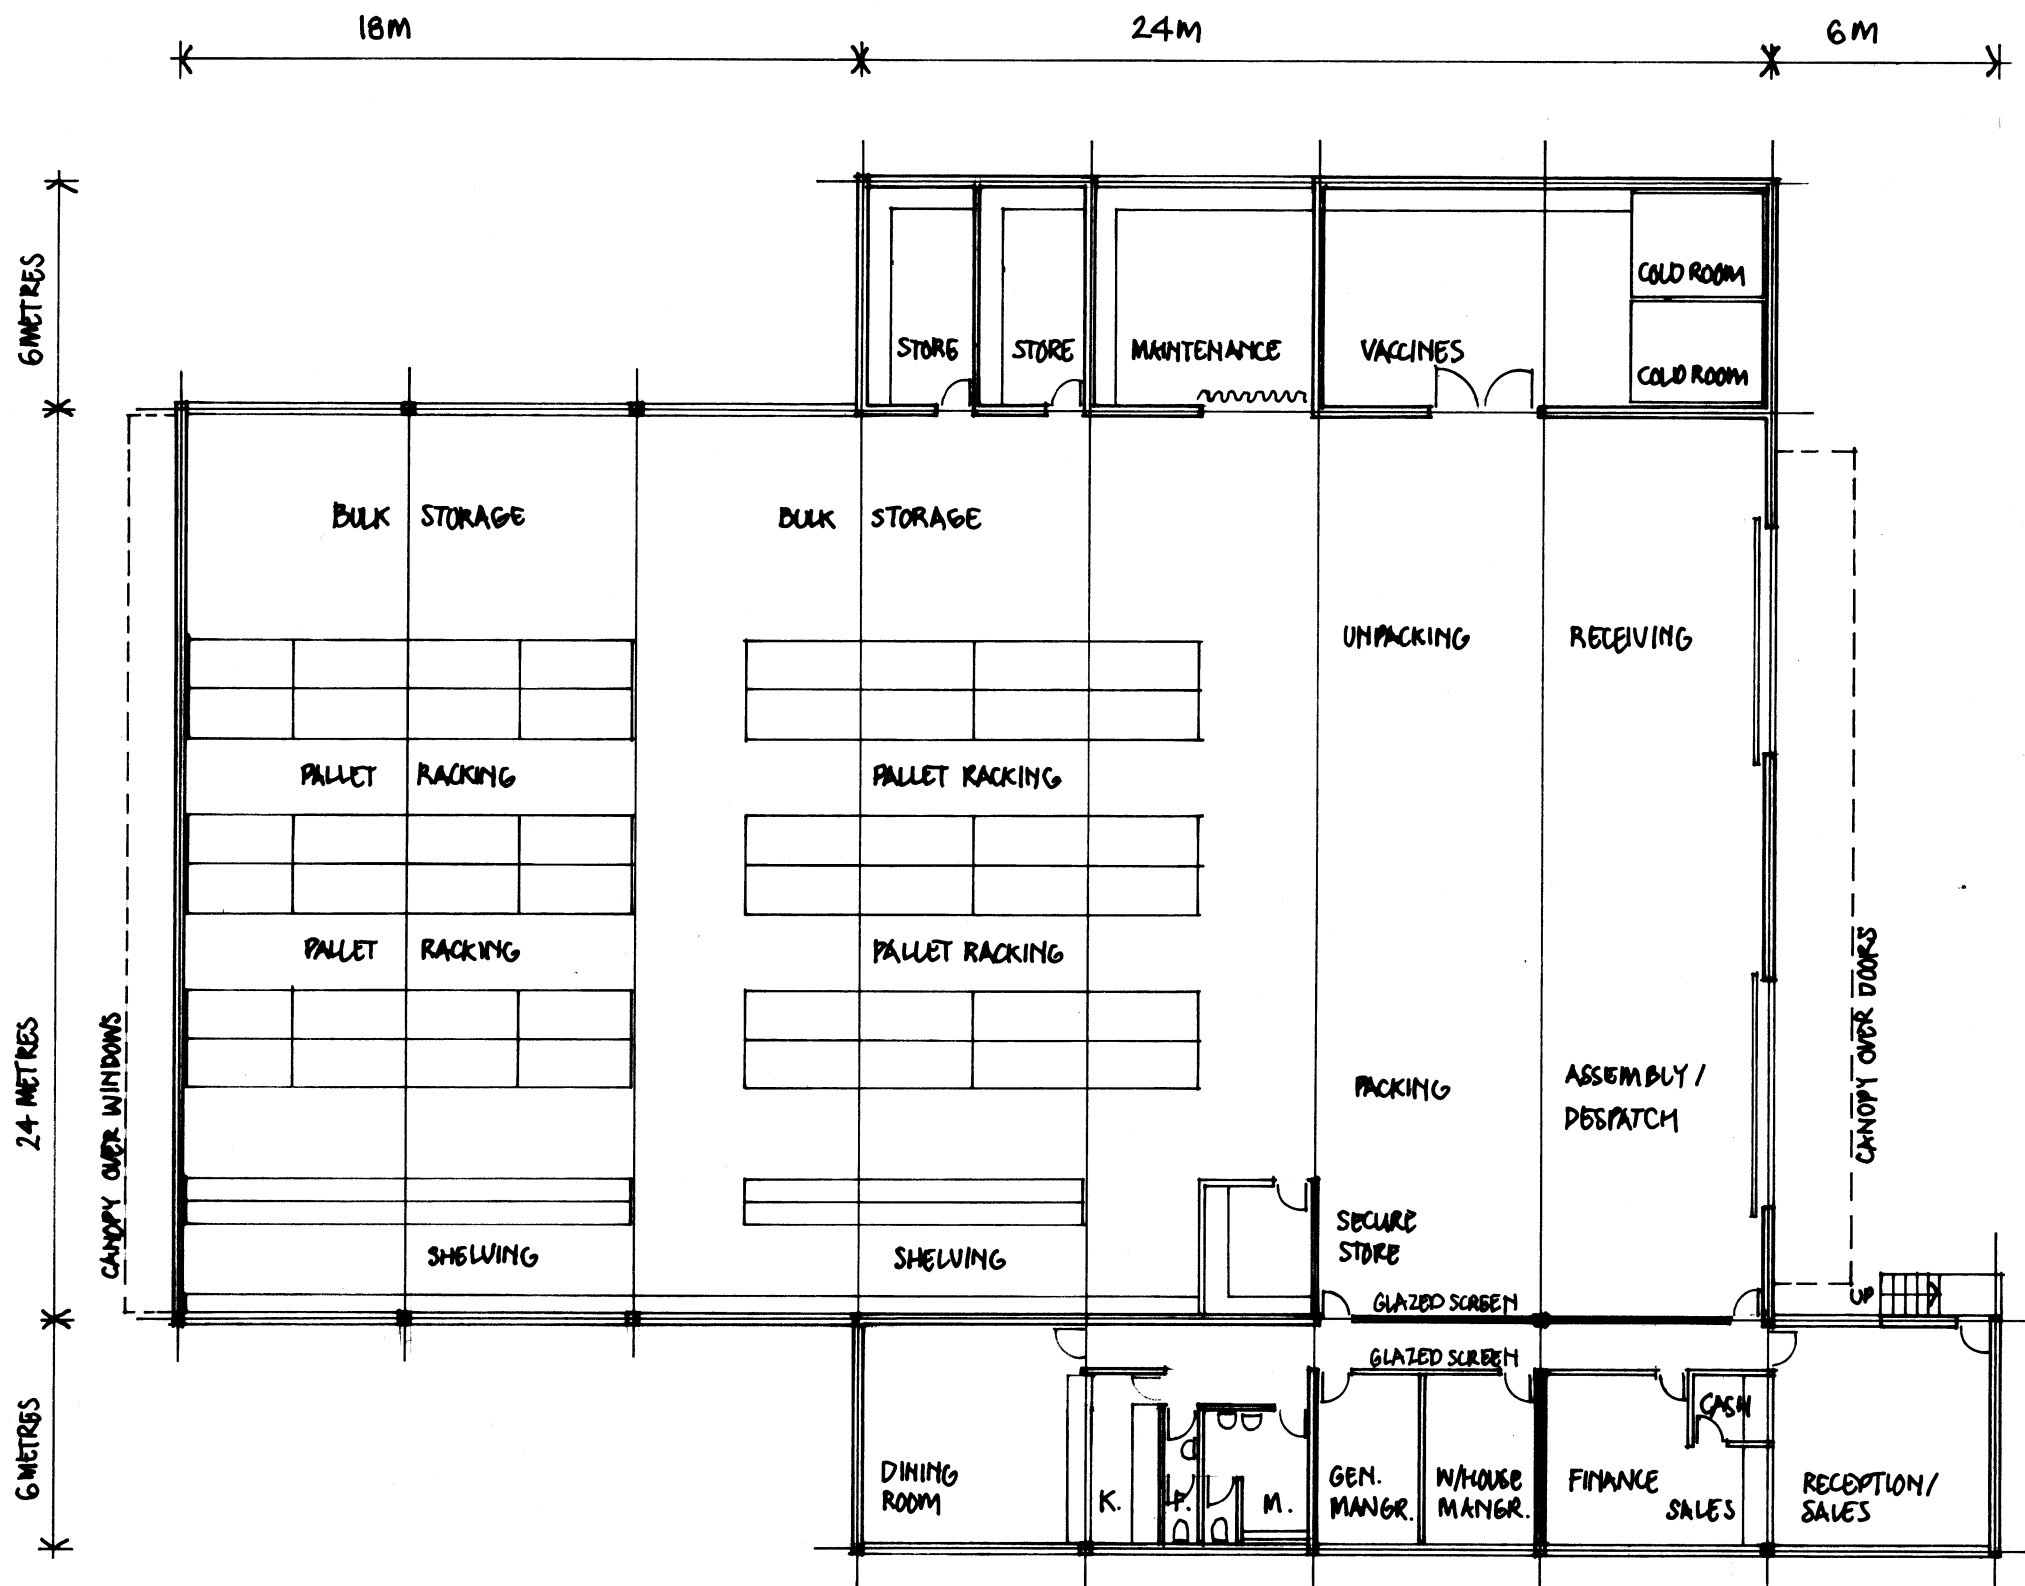 18M
24M
6M
6 METRES
COLD ROOM
STORE
STORE
MAINTENANCE
VACCINES
COLD ROOM
BULK STORAGE
BULK STORAGE
UNPACKING
RECEIVING
PALLET RACKING
PALLET RACKING
PALLET RACKING
PALLET RACKING
24 METRES
CANOPY OVER WINDOWS
CANOPY OVER DOORS
PACKING
ASSEMBLY /
DESPATCH
SECURE
STORE
SHELVING
SHELVING
GLAZED SCREEN
UP
GLAZED SCREEN
6 METRES
CASH
DINING
ROOM
K.
F.
M.
GEN.
MANGR.
W/HOUSE
MANGR.
FINANCE
SALES
RECEPTION/
SALES